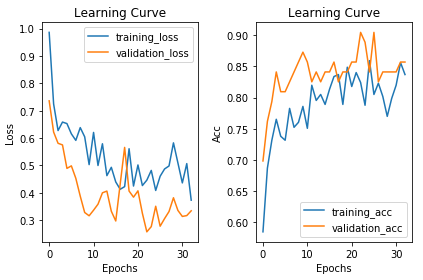 Learning Curve
training_loss
validation_loss
Loss
1.0
0.9
0.8
0.7
0.6
0.5
0.4
0.3
0
10
20
30
Epochs
Learning Curve
training_acc
validation_acc
Acc
0.90
0.85
0.80
0.75
0.70
0.65
0.60
0
10
20
30
Epochs